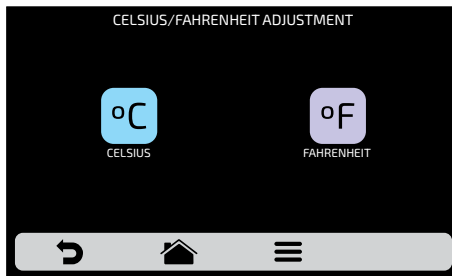 CELSIUS/FAHRENHEIT ADJUSTMENT
ºC
ºF
CELSIUS
FAHRENHEIT